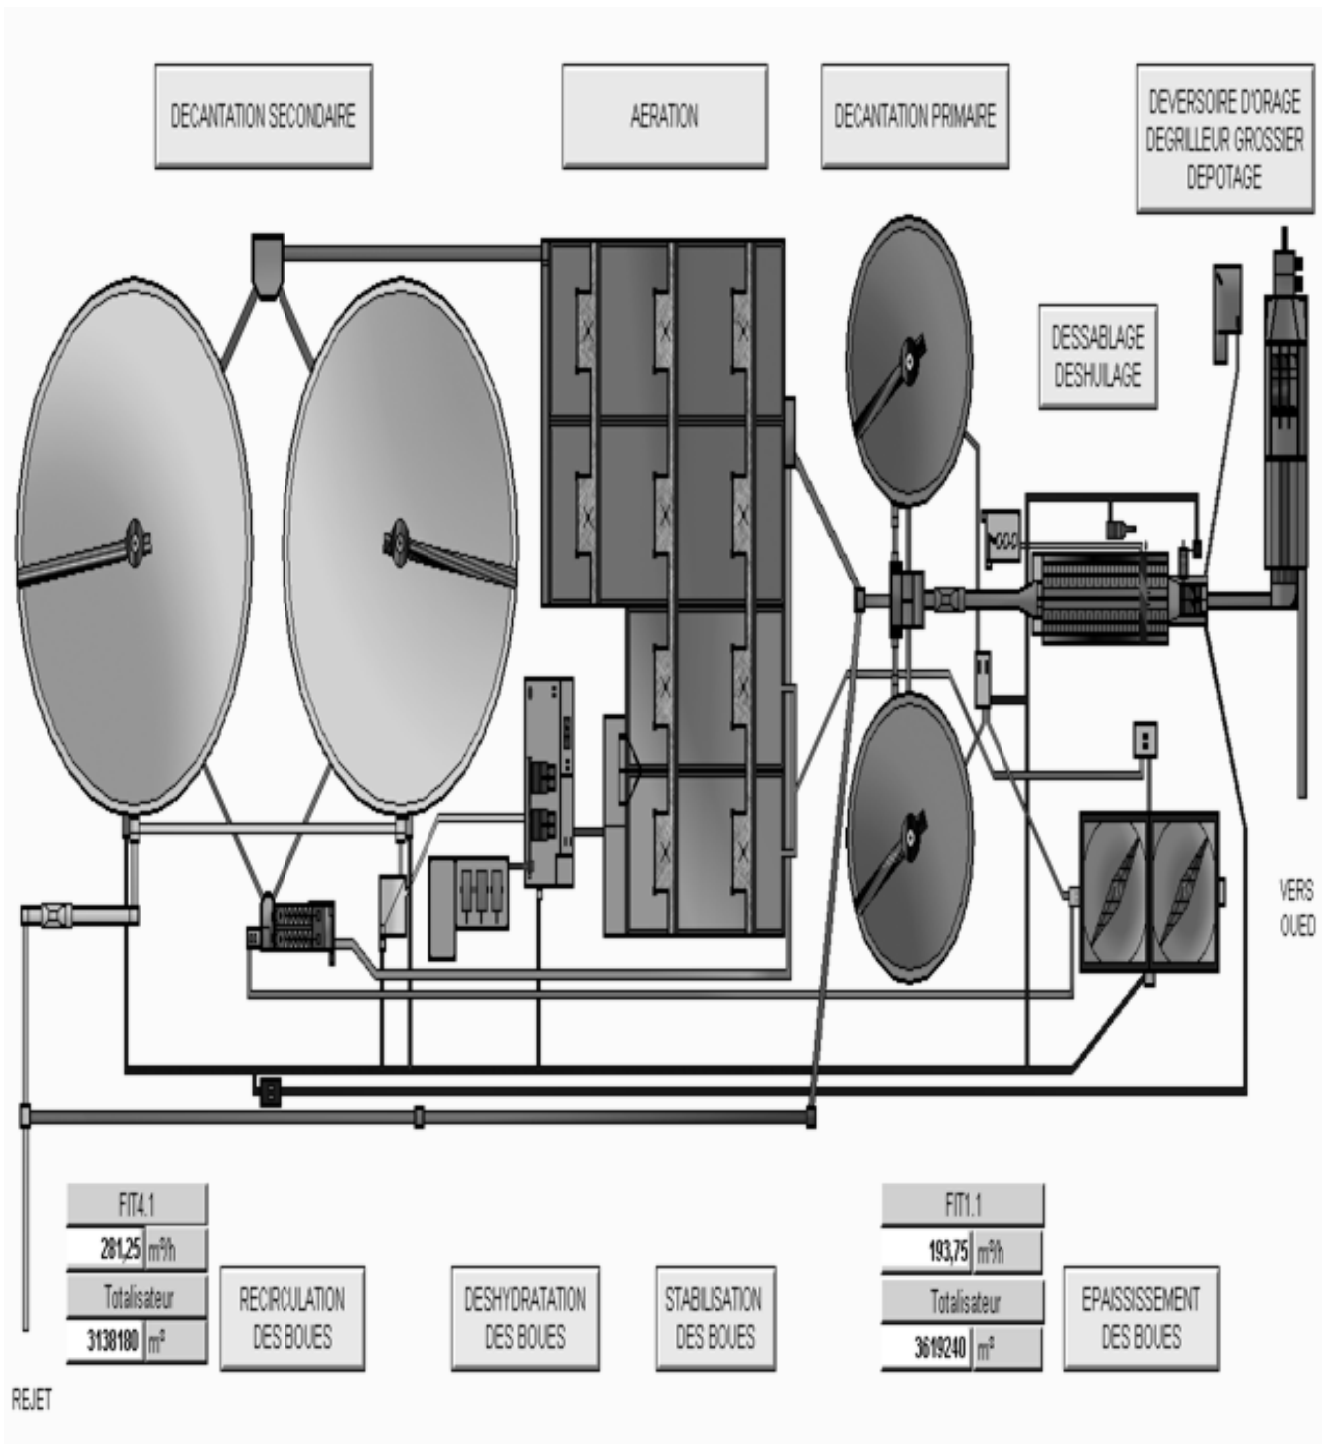 DECANTATION SECONDAIRE
AERATION
DECANTATION PRIMAIRE
DEVERSOIRE D'ORAGE
DEGRILLEUR GROSSIER
DEPOTAGE
DESSABLAGE
DESHUILAGE
VERS
OUED
FIT4.1
281,25 m³/h
Totalisateur
3138180 m³
RECIRCULATION
DES BOUES
DESHYDRATATION
DES BOUES
STABILISATION
DES BOUES
FIT1.1
193,75 m³/h
Totalisateur
3619240 m³
EPAISSISSEMENT
DES BOUES
REJET